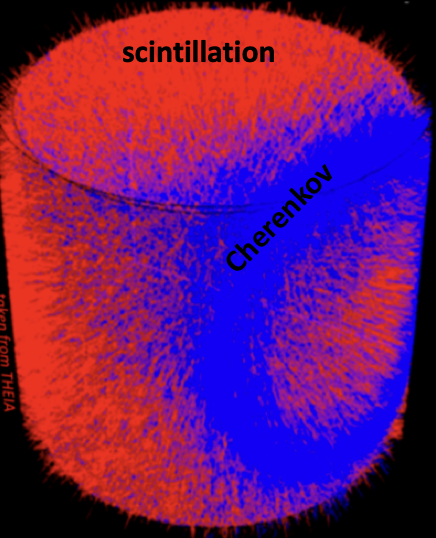 scintillation
Cherenkov
taken from THEIA